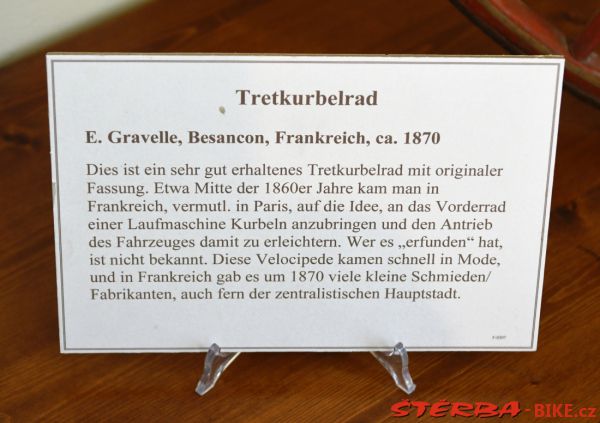 Tretkurbelrad
E. Gravelle, Besancon, Frankreich, ca. 1870
Dies ist ein sehr gut erhaltenes Tretkurbelrad mit originaler
Fassung. Etwa Mitte der 1860er Jahre kam man in
Frankreich, vermutl. in Paris, auf die Idee, an das Vorderrad
einer Laufmaschine Kurbeln anzubringen und den Antrieb
des Fahrzeuges damit zu erleichtern. Wer es „erfunden“ hat,
ist nicht bekannt. Diese Velocipede kamen schnell in Mode,
und in Frankreich gab es um 1870 viele kleine Schmieden/
Fabrikanten, auch fern der zentralistischen Hauptstadt.
ŠTĚRBA-BIKE.cz